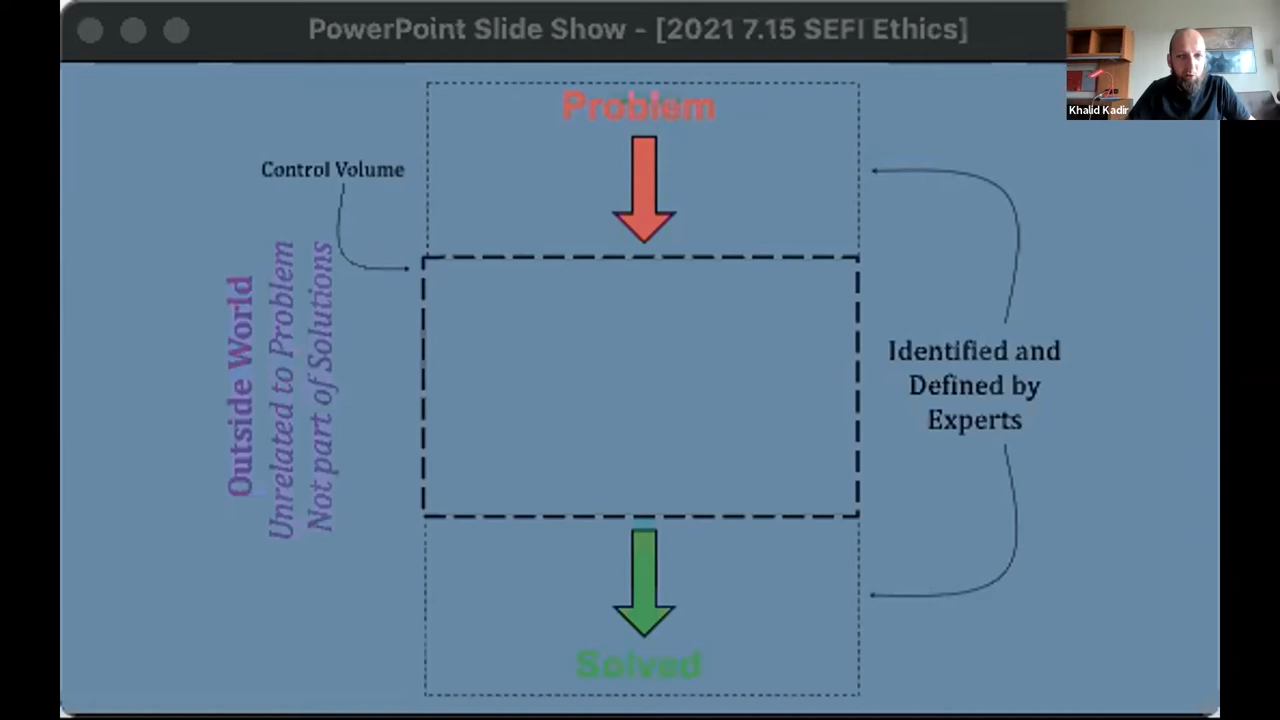 PowerPoint Slide Show - [2021 7.15 SEFI Ethics]
Khalid Kadir
Problem
Control Volume
Outside World
Unrelated to Problem
Not part of Solutions
Identified and
Defined by
Experts
Solved